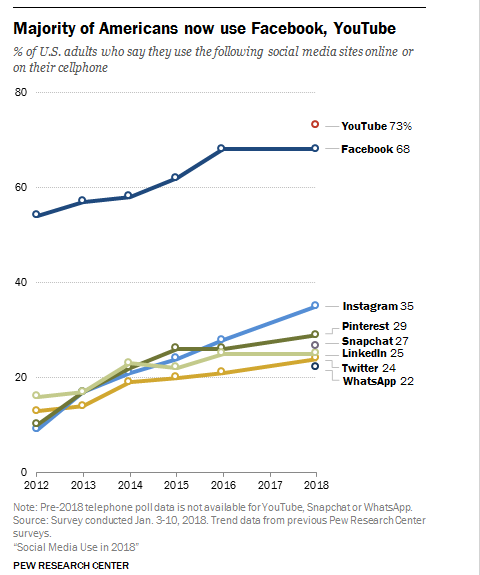 Majority of Americans now use Facebook, YouTube
% of U.S. adults who say they use the following social media sites online or
on their cellphone
80
60
40
20
0
YouTube 73%
Facebook 68
Instagram 35
Pinterest 29
Snapchat 27
LinkedIn 25
Twitter 24
WhatsApp 22
2012 2013 2014 2015 2016 2017 2018
Note: Pre-2018 telephone poll data is not available for YouTube, Snapchat or WhatsApp.
Source: Survey conducted Jan. 3-10, 2018. Trend data from previous Pew Research Center
surveys.
“Social Media Use in 2018”
PEW RESEARCH CENTER